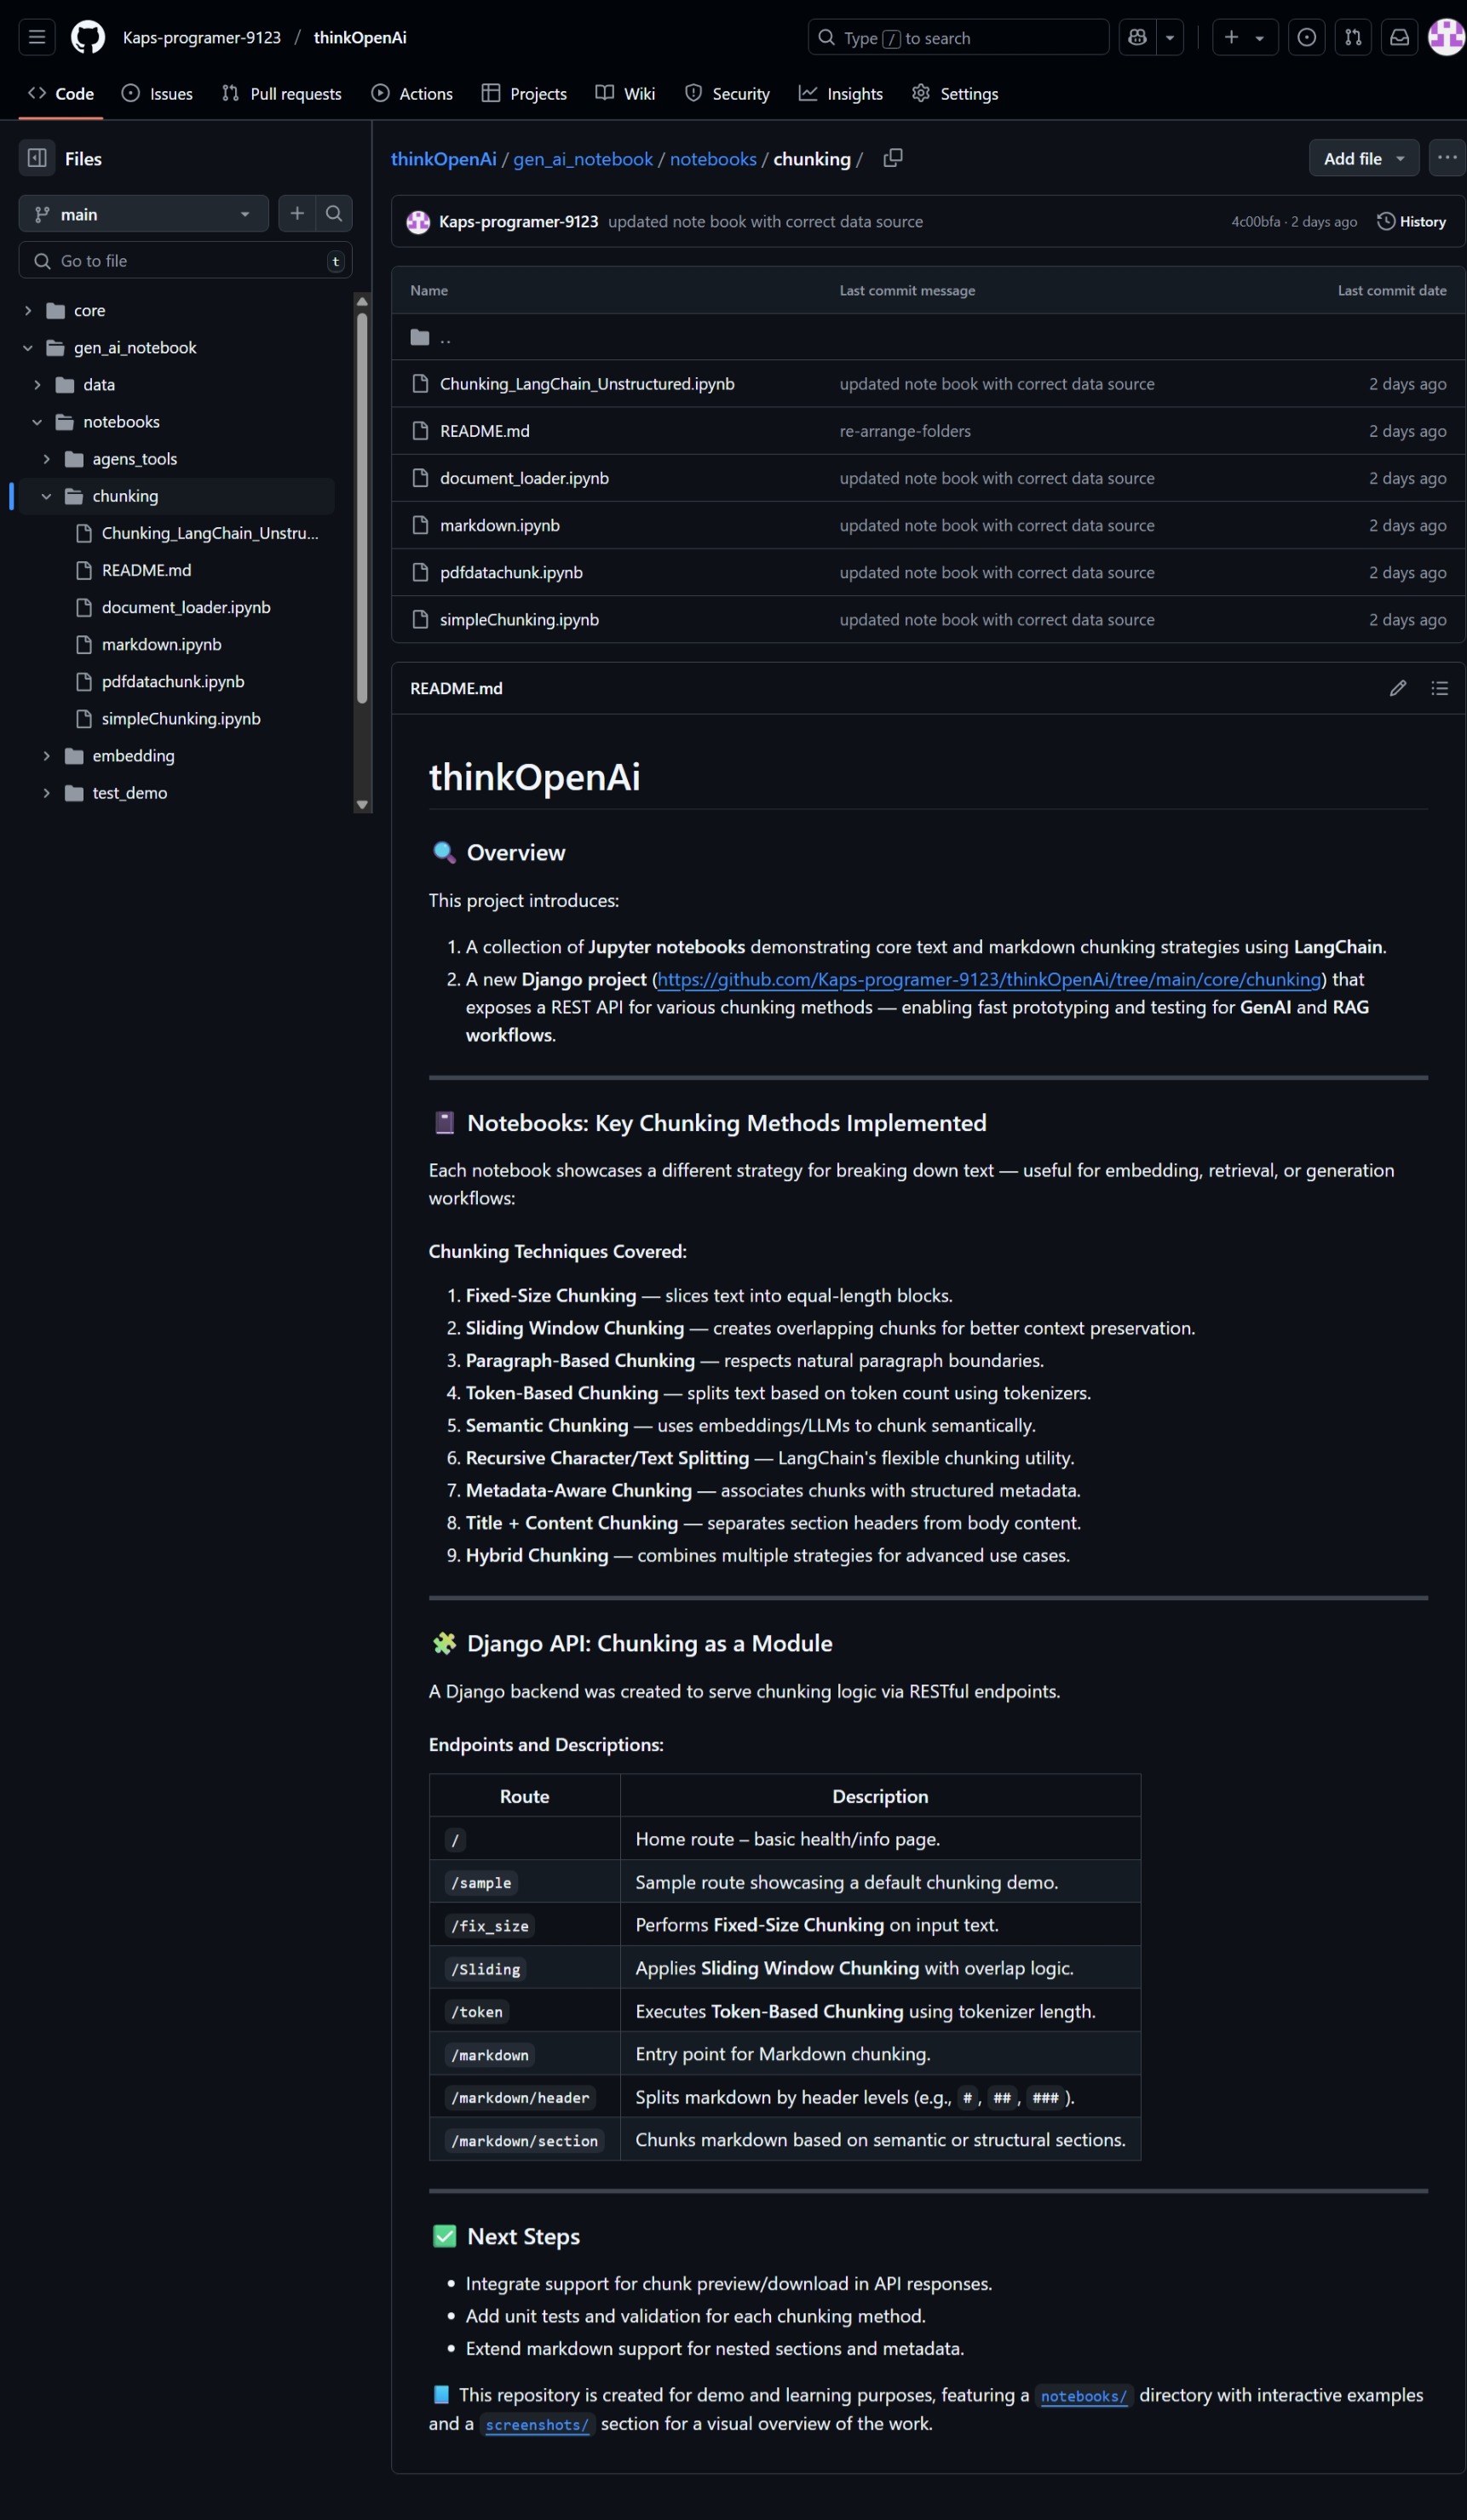 Kaps-programer-9123 / thinkOpenAi
Type / to search
Code Issues Pull requests Actions Projects Wiki Security Insights Settings
Files
main
Go to file t
core
gen_ai_notebook
data
notebooks
agens_tools
chunking
Chunking_LangChain_Unstru...
README.md
document_loader.ipynb
markdown.ipynb
pdfdatachunk.ipynb
simpleChunking.ipynb
embedding
test_demo
thinkOpenAi / gen_ai_notebook / notebooks / chunking /
Add file
Kaps-programer-9123 updated note book with correct data source 4c00bfa · 2 days ago History
Name Last commit message Last commit date
..
Chunking_LangChain_Unstructured.ipynb updated note book with correct data source 2 days ago
README.md re-arrange-folders 2 days ago
document_loader.ipynb updated note book with correct data source 2 days ago
markdown.ipynb updated note book with correct data source 2 days ago
pdfdatachunk.ipynb updated note book with correct data source 2 days ago
simpleChunking.ipynb updated note book with correct data source 2 days ago
README.md
thinkOpenAi
🔍 Overview
This project introduces:
1. A collection of Jupyter notebooks demonstrating core text and markdown chunking strategies using LangChain.
2. A new Django project (https://github.com/Kaps-programer-9123/thinkOpenAi/tree/main/core/chunking) that
exposes a REST API for various chunking methods — enabling fast prototyping and testing for GenAI and RAG
workflows.
📓 Notebooks: Key Chunking Methods Implemented
Each notebook showcases a different strategy for breaking down text — useful for embedding, retrieval, or generation
workflows:
Chunking Techniques Covered:
1. Fixed-Size Chunking — slices text into equal-length blocks.
2. Sliding Window Chunking — creates overlapping chunks for better context preservation.
3. Paragraph-Based Chunking — respects natural paragraph boundaries.
4. Token-Based Chunking — splits text based on token count using tokenizers.
5. Semantic Chunking — uses embeddings/LLMs to chunk semantically.
6. Recursive Character/Text Splitting — LangChain's flexible chunking utility.
7. Metadata-Aware Chunking — associates chunks with structured metadata.
8. Title + Content Chunking — separates section headers from body content.
9. Hybrid Chunking — combines multiple strategies for advanced use cases.
🧩 Django API: Chunking as a Module
A Django backend was created to serve chunking logic via RESTful endpoints.
Endpoints and Descriptions:
Route Description
/ Home route – basic health/info page.
/sample Sample route showcasing a default chunking demo.
/fix_size Performs Fixed-Size Chunking on input text.
/Sliding Applies Sliding Window Chunking with overlap logic.
/token Executes Token-Based Chunking using tokenizer length.
/markdown Entry point for Markdown chunking.
/markdown/header Splits markdown by header levels (e.g., #, ##, ###).
/markdown/section Chunks markdown based on semantic or structural sections.
✅ Next Steps
• Integrate support for chunk preview/download in API responses.
• Add unit tests and validation for each chunking method.
• Extend markdown support for nested sections and metadata.
📘 This repository is created for demo and learning purposes, featuring a notebooks/ directory with interactive examples
and a screenshots/ section for a visual overview of the work.